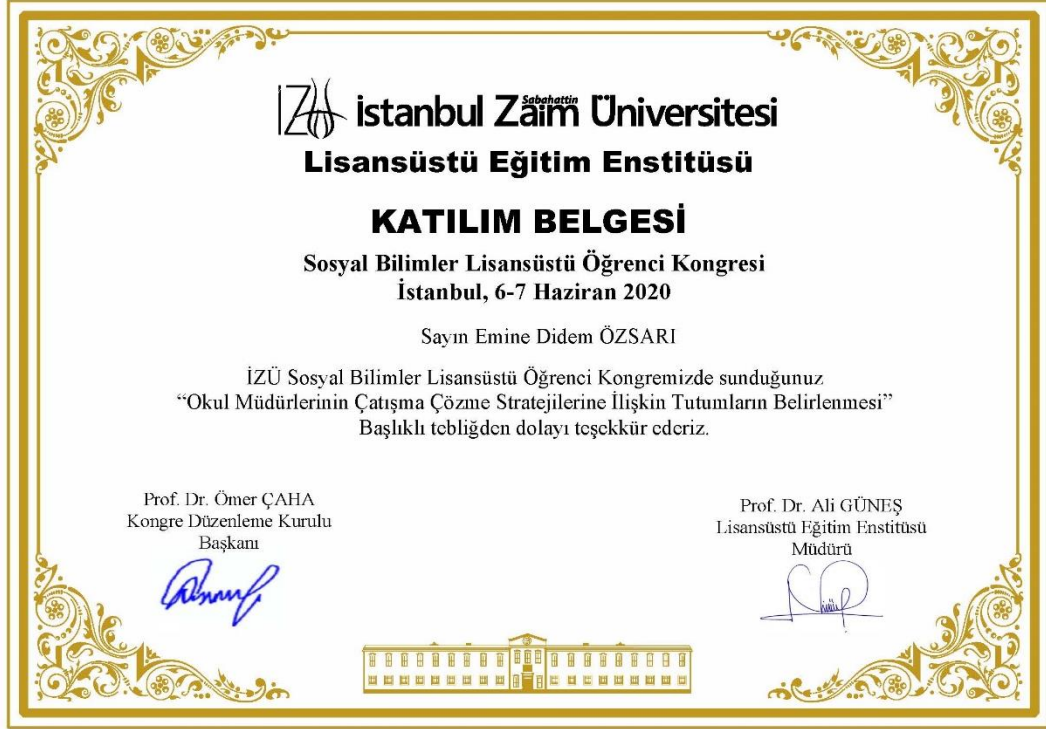 İZÜ İstanbul Sabahattin Zaim Üniversitesi
Lisansüstü Eğitim Enstitüsü
KATILIM BELGESİ
Sosyal Bilimler Lisansüstü Öğrenci Kongresi
İstanbul, 6-7 Haziran 2020
Sayın Emine Didem ÖZSARI
İZÜ Sosyal Bilimler Lisansüstü Öğrenci Kongremizde sunduğunuz
“Okul Müdürlerinin Çatışma Çözme Stratejilerine İlişkin Tutumların Belirlenmesi”
Başlıklı tebliğden dolayı teşekkür ederiz.
Prof. Dr. Ömer ÇAHA
Kongre Düzenleme Kurulu
Başkanı
Prof. Dr. Ali GÜNEŞ
Lisansüstü Eğitim Enstitüsü
Müdürü